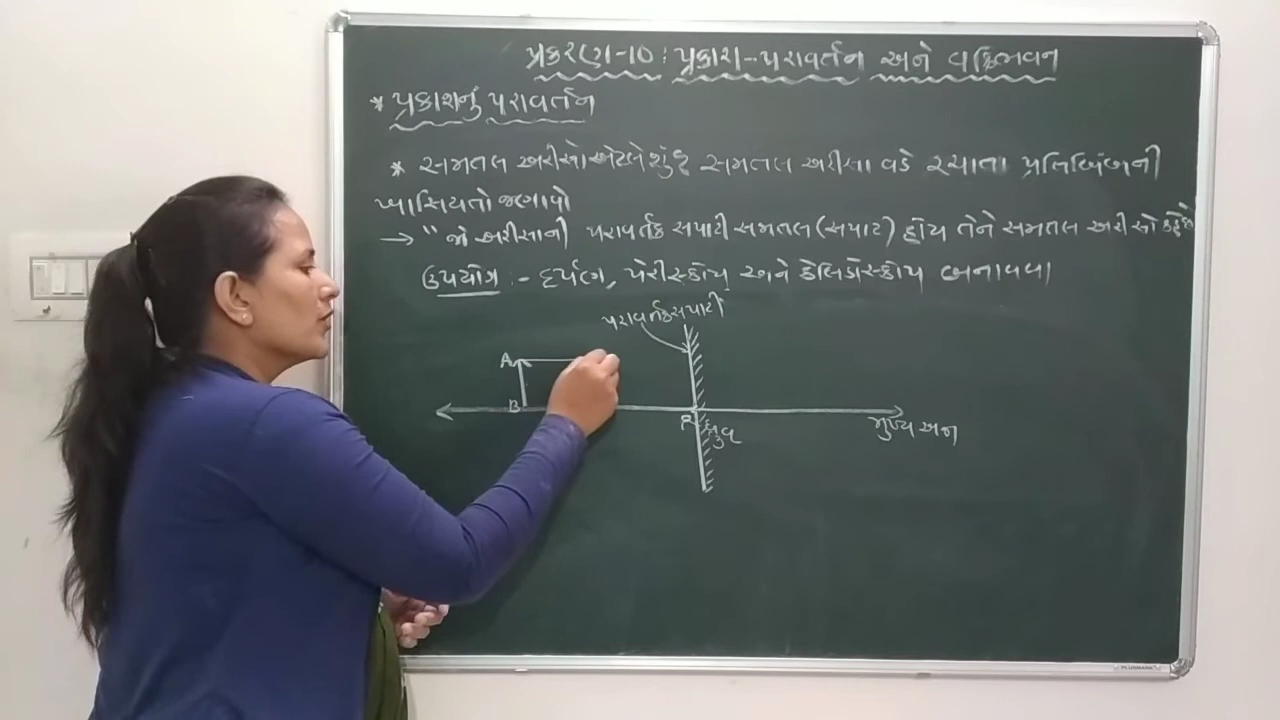 પ્રકરણ-10 : પ્રકાશ-પરાવર્તન અને વક્રિભવન
* પ્રકાશનું પરાવર્તન
* સમતલ અરીસો એટલે શું? સમતલ અરીસા વડે રચાતા પ્રતિબિંબની
ખાસિયતો જણાવો
→ " જે અરીસાની પરાવર્તક સપાટી સમતલ (સપાટ) હોય તેને સમતલ અરીસો કહે છે
ઉપયોગ :- દર્પણ, પેરીસ્કોપ અને કેલિડોસ્કોપ બનાવવા
પરાવર્તક સપાટી
A
B
P
ધ્રુવ
મુખ્ય અક્ષ
PLUSMARK